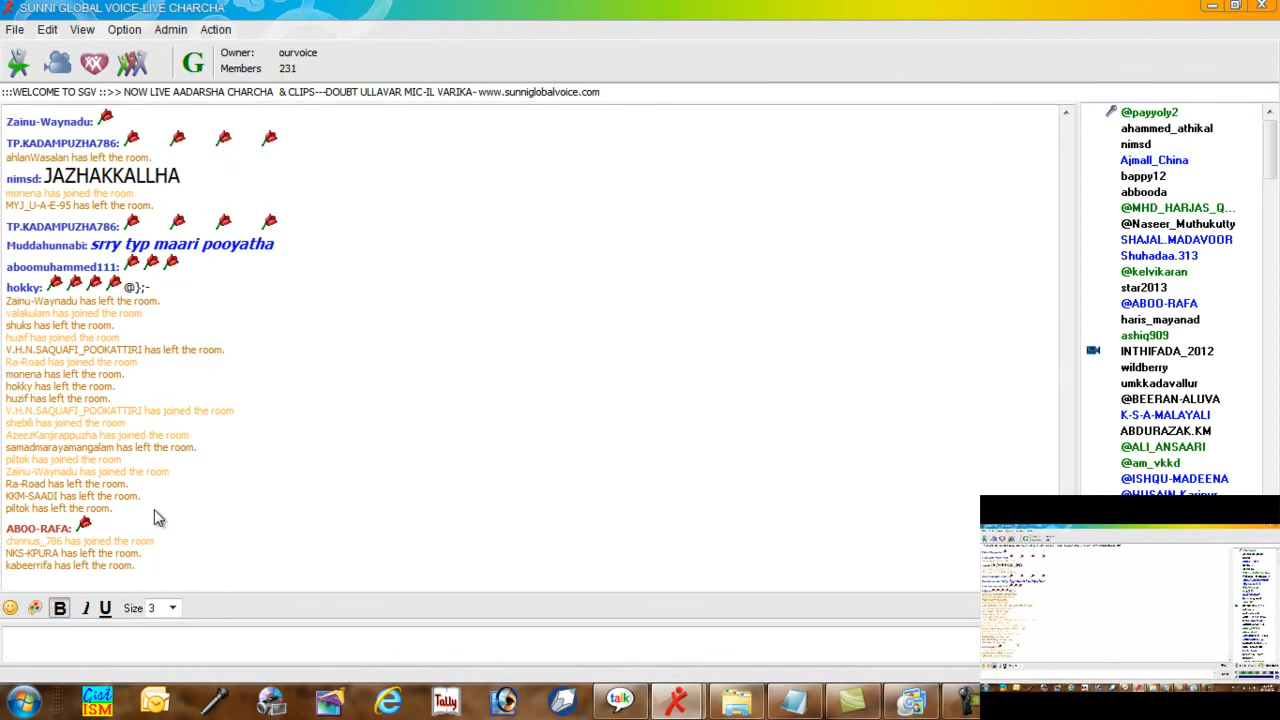 SUNNI GLOBAL VOICE-LIVE CHARCHA
File Edit View Option Admin Action
G
Owner: ourvoice
Members 231
:::WELCOME TO SGV ::>> NOW LIVE AADARSHA CHARCHA & CLIPS---DOUBT ULLAVAR MIC-IL VARIKA- www.sunniglobalvoice.com
Zainu-Waynadu:
TP.KADAMPUZHA786:
ahlanWasalan has left the room.
nimsd: JAZHAKKALLHA
monena has joined the room
MYJ_U-A-E-95 has left the room.
TP.KADAMPUZHA786:
Muddahunnabi: srry typ maari pooyatha
aboomuhammed111:
hokky: @};-
Zainu-Waynadu has left the room.
valakulam has joined the room
shuks has left the room.
huzif has joined the room
V.H.N.SAQUAFI_POOKATTIRI has left the room.
Ra-Road has joined the room
monena has left the room.
hokky has left the room.
huzif has left the room.
V.H.N.SAQUAFI_POOKATTIRI has joined the room
shebili has joined the room
AzeezKanjirappuzha has joined the room
samadmarayamangalam has left the room.
piltok has joined the room
Zainu-Waynadu has joined the room
Ra-Road has left the room.
KKM-SAADI has left the room.
piltok has left the room.
ABOO-RAFA:
chinnus_786 has joined the room
NKS-KPURA has left the room.
kabeerrifa has left the room.
@payyoly2
ahammed_athikal
nimsd
Ajmall_China
bappy12
abbooda
@MHD_HARJAS_Q...
@Naseer_Muthukutty
SHAJAL.MADAVOOR
Shuhadaa.313
@kelvikaran
star2013
@ABOO-RAFA
haris_mayanad
ashiq909
INTHIFADA_2012
wildberry
umkkadavallur
@BEERAN-ALUVA
K-S-A-MALAYALI
ABDURAZAK.KM
@ALI_ANSAARI
@am_vkkd
@ISHQU-MADEENA
@HUSAIN-Karipur
B I U Size 3
Gist ISM
Tally
talk